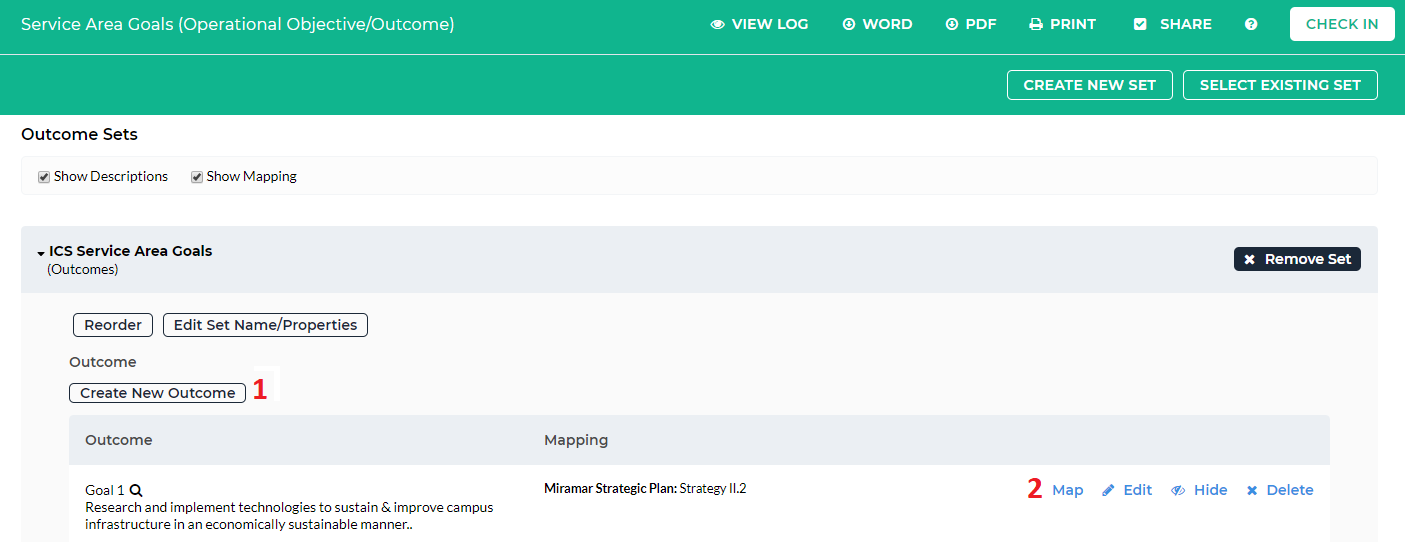 Service Area Goals (Operational Objective/Outcome) VIEW LOG WORD PDF PRINT SHARE CHECK IN
CREATE NEW SET SELECT EXISTING SET
Outcome Sets
Show Descriptions Show Mapping
ICS Service Area Goals
(Outcomes)
Remove Set
Reorder Edit Set Name/Properties
Outcome
Create New Outcome 1
Outcome Mapping
Goal 1 Miramar Strategic Plan: Strategy II.2 2 Map Edit Hide Delete
Research and implement technologies to sustain & improve campus
infrastructure in an economically sustainable manner..